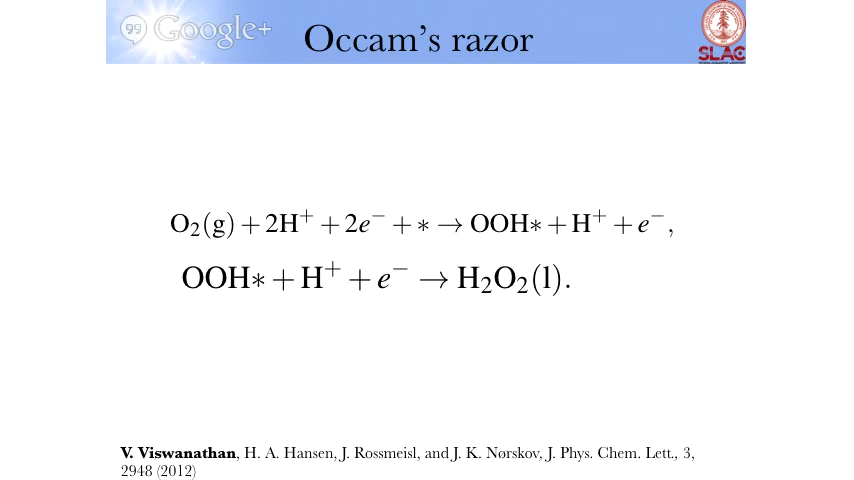 Google+
Occam's razor
SLAC
O₂(g) + 2H⁺ + 2e⁻ + ∗ → OOH∗ + H⁺ + e⁻,
OOH∗ + H⁺ + e⁻ → H₂O₂(l).
V. Viswanathan, H. A. Hansen, J. Rossmeisl, and J. K. Nørskov, J. Phys. Chem. Lett., 3,
2948 (2012)